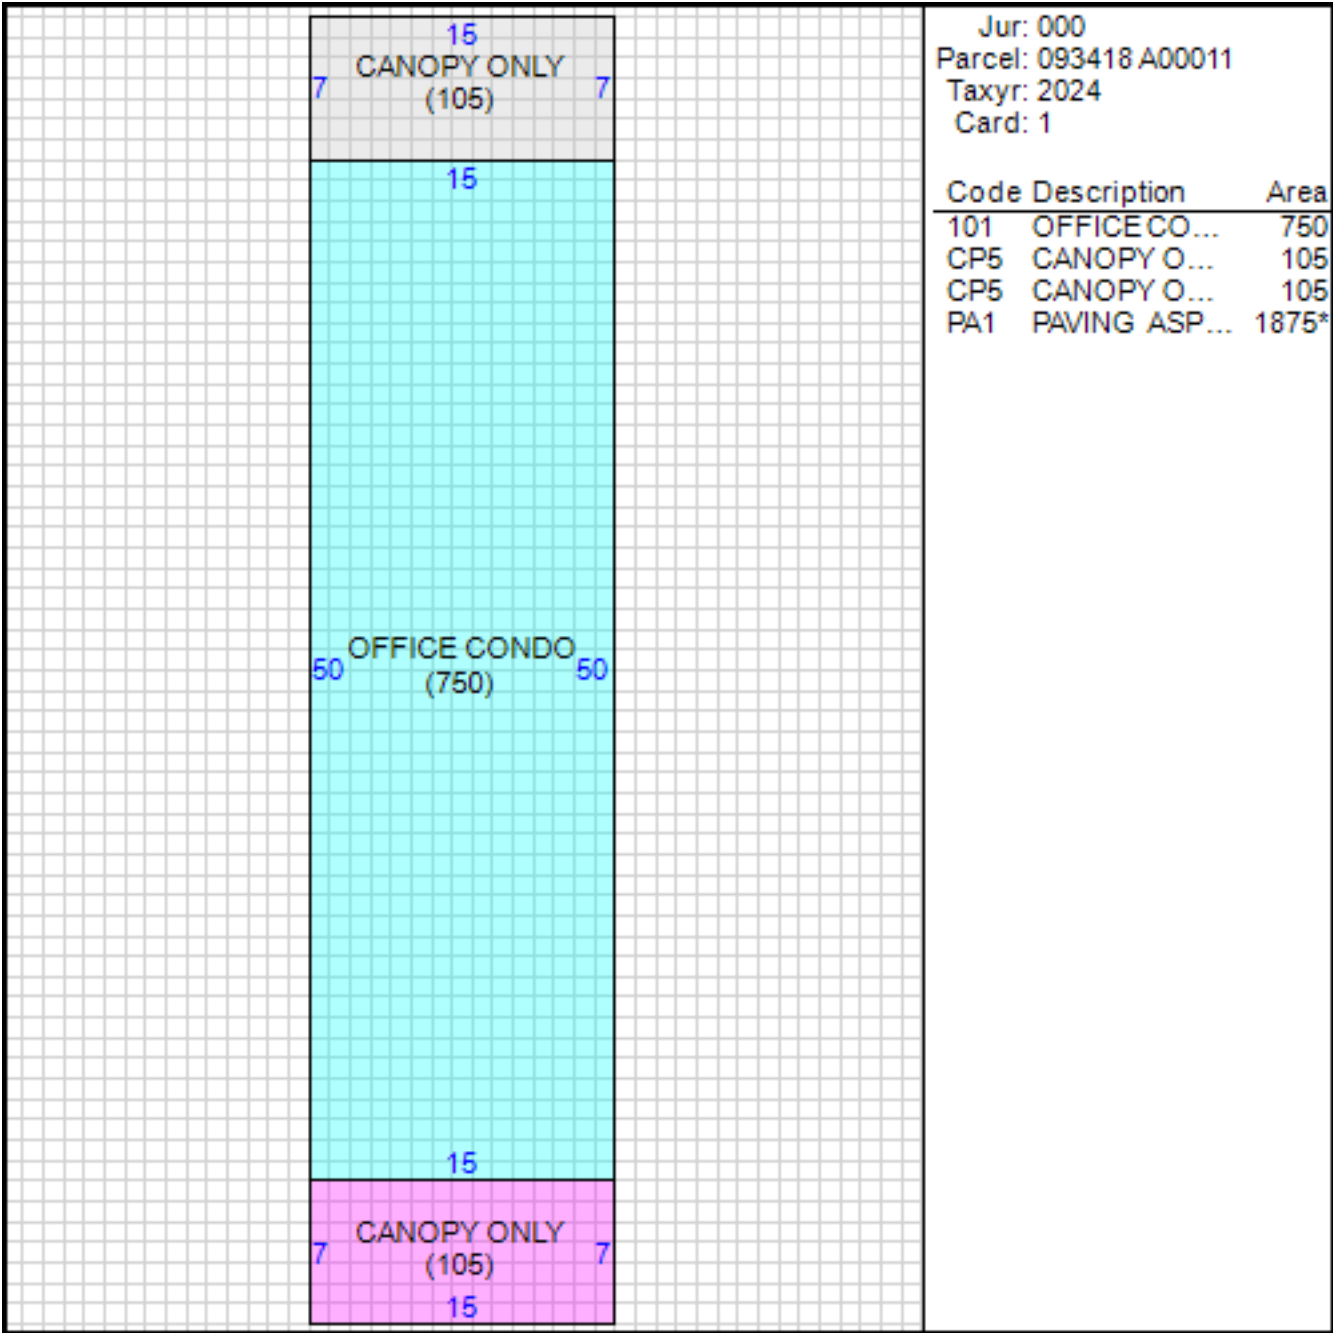 15
CANOPY ONLY
7 7
(105)
15
OFFICE CONDO
50 50
(750)
15
CANOPY ONLY
7 7
(105)
15
Jur: 000
Parcel: 093418 A00011
Taxyr: 2024
Card: 1
Code Description Area
101 OFFICE CO... 750
CP5 CANOPY O... 105
CP5 CANOPY O... 105
PA1 PAVING ASP... 1875*